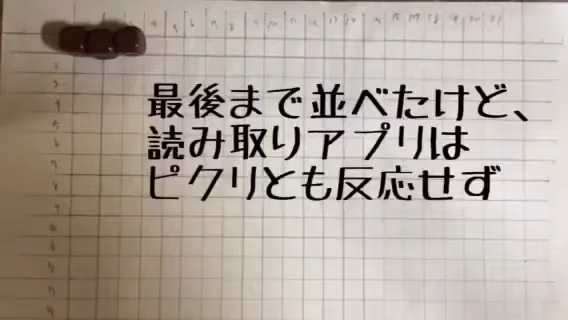 最後まで並べたけど、
読み取りアプリは
ピクリとも反応せず